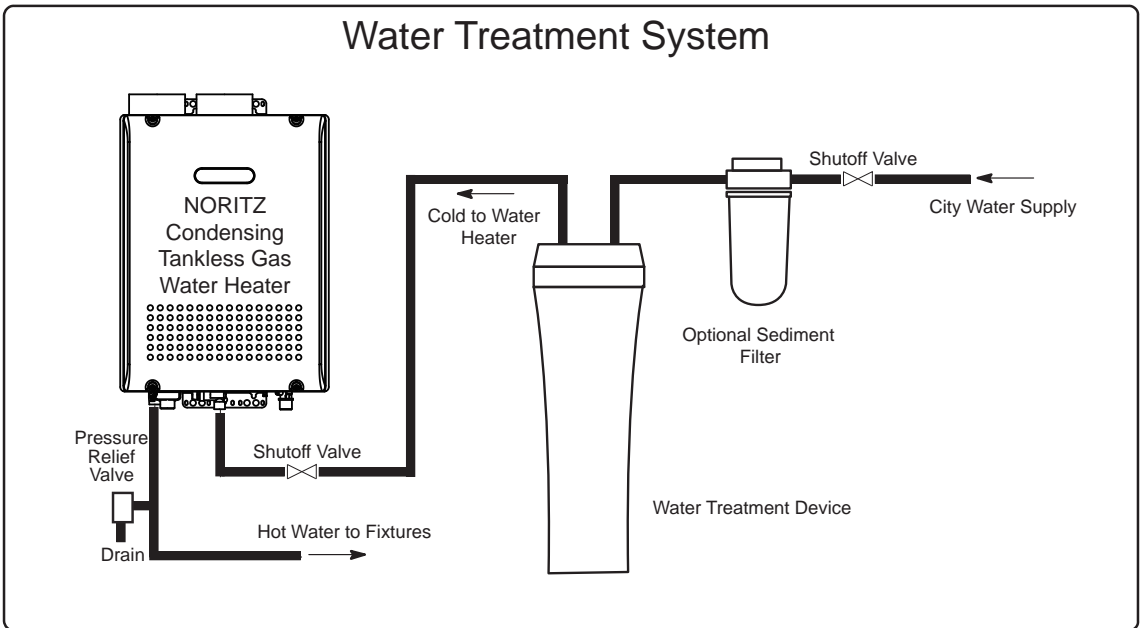 Water Treatment System
NORITZ
Condensing
Tankless Gas
Water Heater
Cold to Water
Heater
Shutoff Valve
City Water Supply
Optional Sediment
Filter
Pressure
Relief
Valve
Shutoff Valve
Drain
Hot Water to Fixtures
Water Treatment Device